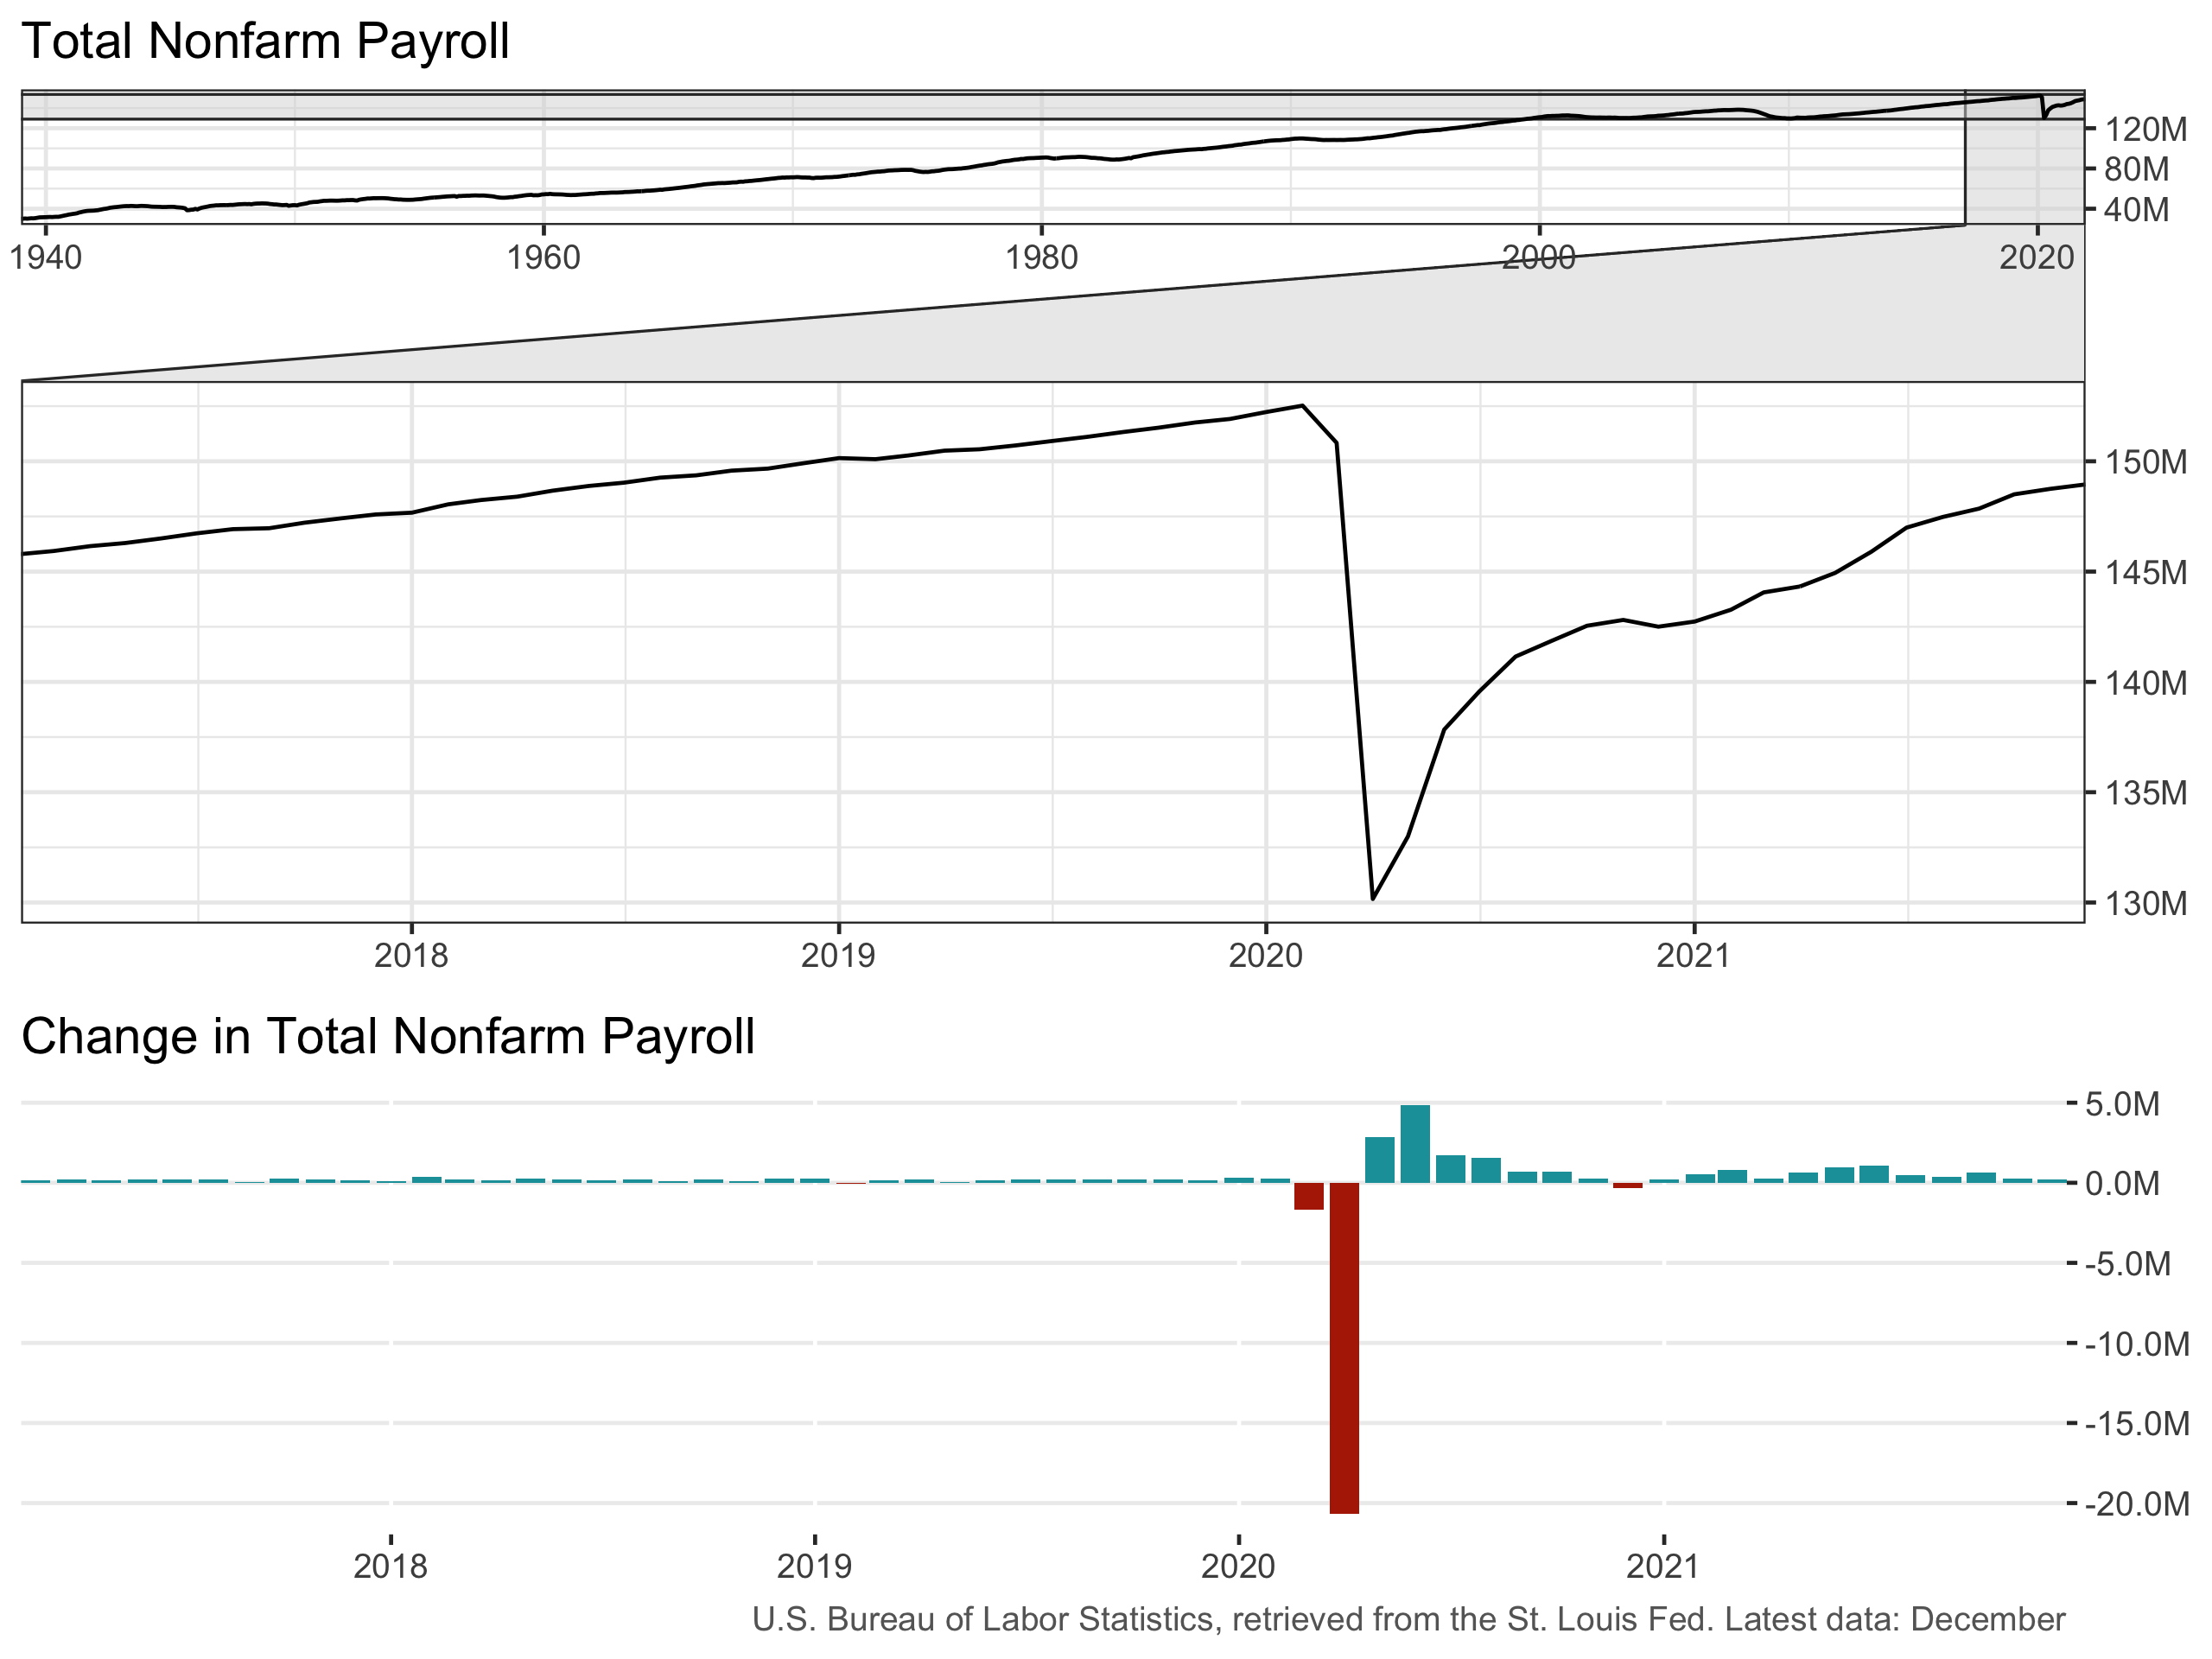 Total Nonfarm Payroll
120M
80M
40M
1940 1960 1980 2000 2020
150M
145M
140M
135M
130M
2018 2019 2020 2021
Change in Total Nonfarm Payroll
5.0M
0.0M
-5.0M
-10.0M
-15.0M
-20.0M
2018 2019 2020 2021
U.S. Bureau of Labor Statistics, retrieved from the St. Louis Fed. Latest data: December